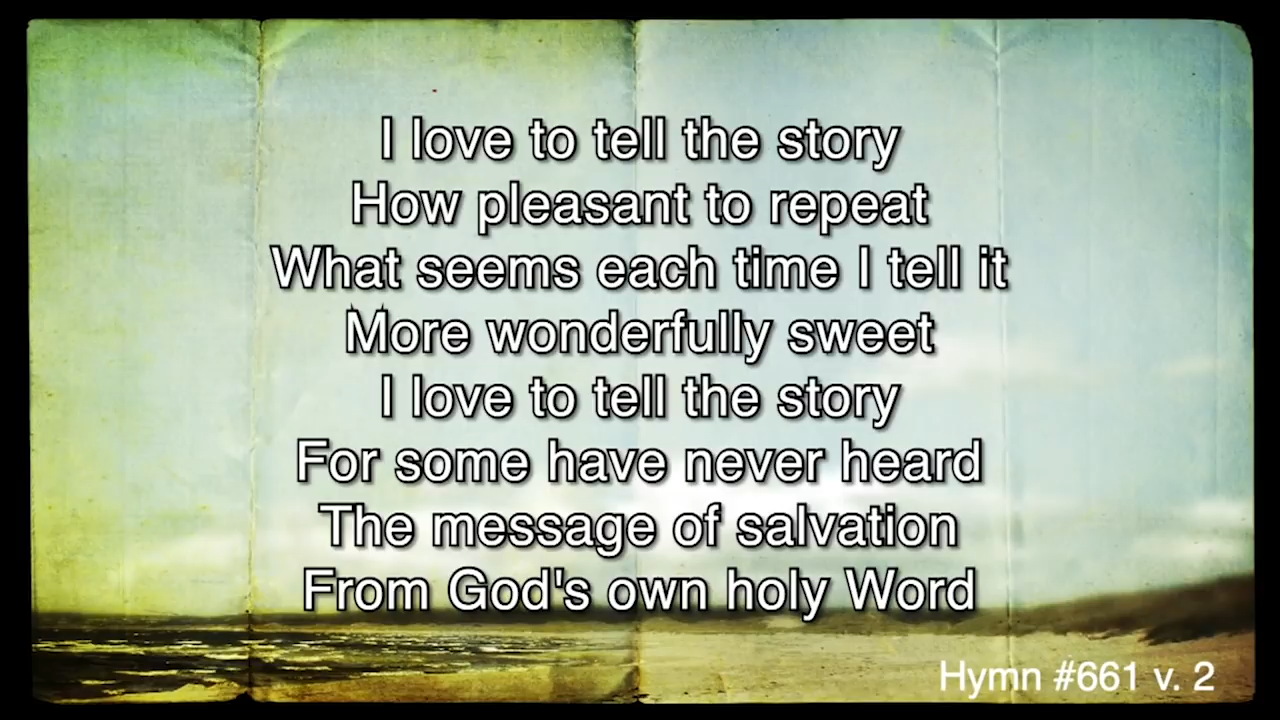 I love to tell the story
How pleasant to repeat
What seems each time I tell it
More wonderfully sweet
I love to tell the story
For some have never heard
The message of salvation
From God's own holy Word
Hymn #661 v. 2